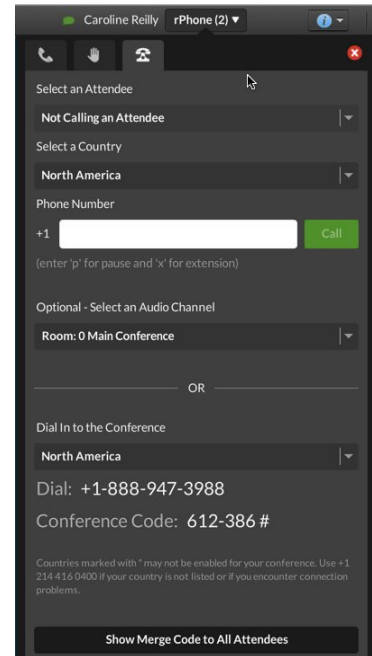 Caroline Reilly rPhone (2) ▼
Select an Attendee
Not Calling an Attendee
Select a Country
North America
Phone Number
+1 Call
(enter 'p' for pause and 'x' for extension)
Optional - Select an Audio Channel
Room: 0 Main Conference
OR
Dial In to the Conference
North America
Dial: +1-888-947-3988
Conference Code: 612-386 #
Countries marked with * may not be enabled for your conference. Use +1
214 416 0400 if your country is not listed or if you encounter connection
problems.
Show Merge Code to All Attendees